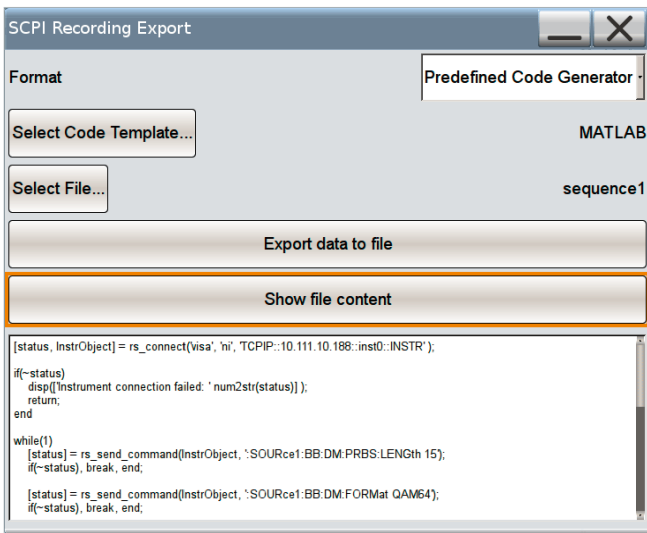 SCPI Recording Export
Format
Predefined Code Generator
Select Code Template...
MATLAB
Select File...
sequence1
Export data to file
Show file content
[status, InstrObject] = rs_connect('visa', 'ni', 'TCPIP::10.111.10.188::inst0::INSTR' );
if(~status)
disp(['Instrument connection failed: ' num2str(status)] );
return;
end
while(1)
[status] = rs_send_command(InstrObject, ':SOURce1:BB:DM:PRBS:LENGth 15');
if(~status), break, end;
[status] = rs_send_command(InstrObject, ':SOURce1:BB:DM:FORMat QAM64');
if(~status), break, end;